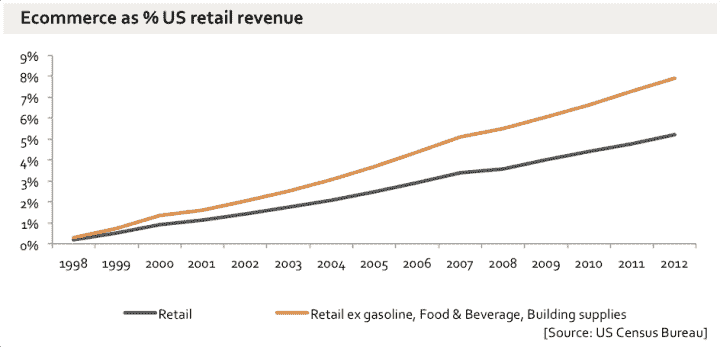 Ecommerce as % US retail revenue
9%
8%
7%
6%
5%
4%
3%
2%
1%
0%
1998 1999 2000 2001 2002 2003 2004 2005 2006 2007 2008 2009 2010 2011 2012
Retail Retail ex gasoline, Food & Beverage, Building supplies
[Source: US Census Bureau]